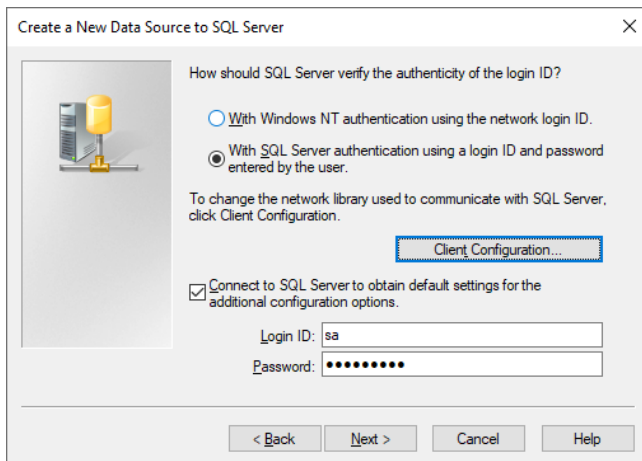 Create a New Data Source to SQL Server
How should SQL Server verify the authenticity of the login ID?
With Windows NT authentication using the network login ID.
With SQL Server authentication using a login ID and password
entered by the user.
To change the network library used to communicate with SQL Server,
click Client Configuration.
Client Configuration...
Connect to SQL Server to obtain default settings for the
additional configuration options.
Login ID: sa
Password: ●●●●●●●●●
< Back Next > Cancel Help